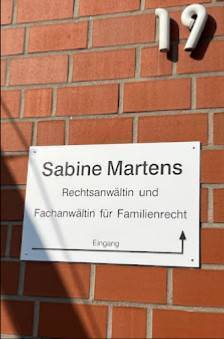 19
Sabine Martens
Rechtsanwältin und
Fachanwältin für Familienrecht
Eingang